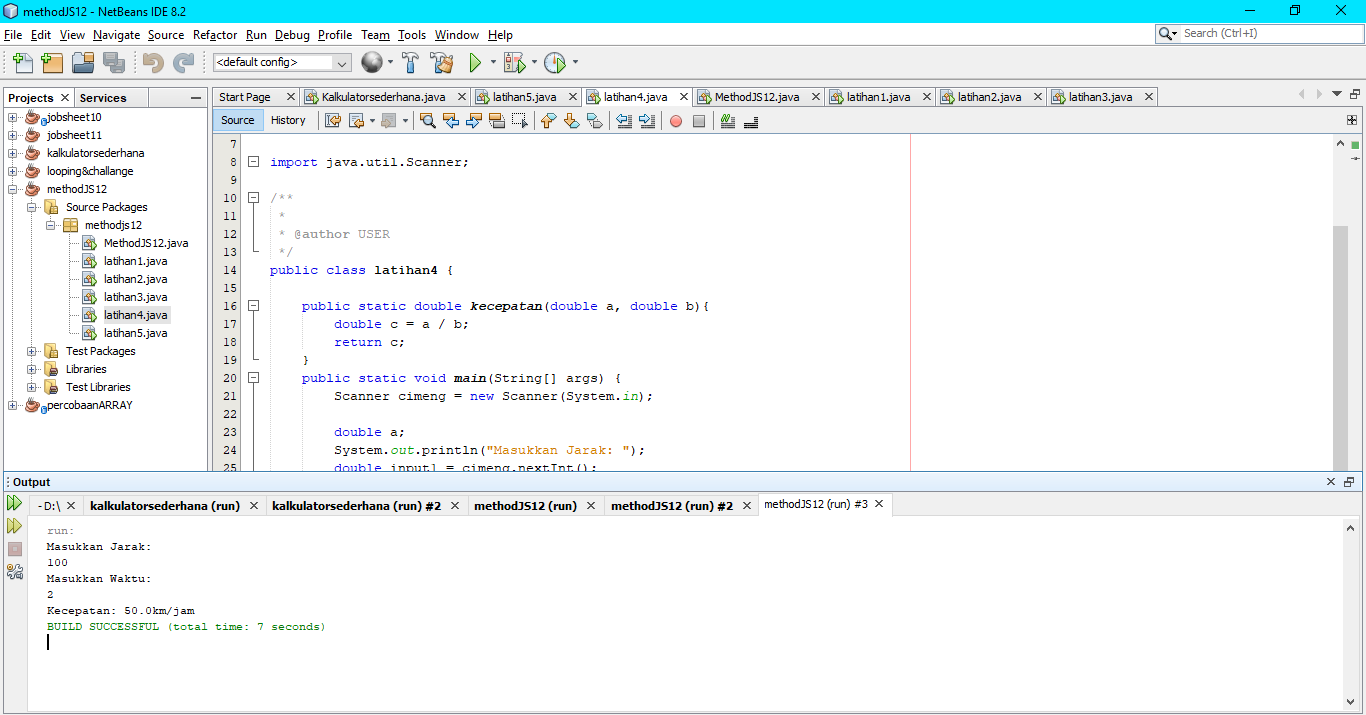 methodJS12 - NetBeans IDE 8.2
File Edit View Navigate Source Refactor Run Debug Profile Team Tools Window Help
Search (Ctrl+I)
<default config>
Projects Services
Start Page Kalkulatorsederhana.java latihan5.java latihan4.java MethodJS12.java latihan1.java latihan2.java latihan3.java
Source History
jobsheet10
jobsheet11
kalkulatorsederhana
looping&challange
methodJS12
Source Packages
methodjs12
MethodJS12.java
latihan1.java
latihan2.java
latihan3.java
latihan4.java
latihan5.java
Test Packages
Libraries
Test Libraries
percobaanARRAY
7
8 import java.util.Scanner;
9
10 /**
11 *
12 * @author USER
13 */
14 public class latihan4 {
15
16 public static double kecepatan(double a, double b){
17 double c = a / b;
18 return c;
19 }
20 public static void main(String[] args) {
21 Scanner cimeng = new Scanner(System.in);
22
23 double a;
24 System.out.println("Masukkan Jarak: ");
25 double input1 = cimeng.nextInt();
Output
- D:\ kalkulatorsederhana (run) kalkulatorsederhana (run) #2 methodJS12 (run) methodJS12 (run) #2 methodJS12 (run) #3
run:
Masukkan Jarak:
100
Masukkan Waktu:
2
Kecepatan: 50.0km/jam
BUILD SUCCESSFUL (total time: 7 seconds)